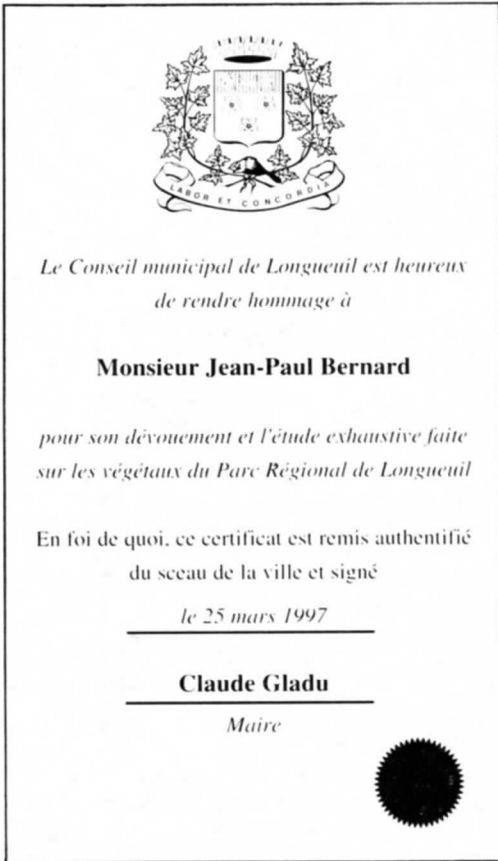 LABOR ET CONCORDIA
Le Conseil municipal de Longueuil est heureux
de rendre hommage à
Monsieur Jean-Paul Bernard
pour son dévouement et l'étude exhaustive faite
sur les végétaux du Parc Régional de Longueuil
En foi de quoi, ce certificat est remis authentifié
du sceau de la ville et signé
le 25 mars 1997
Claude Gladu
Maire